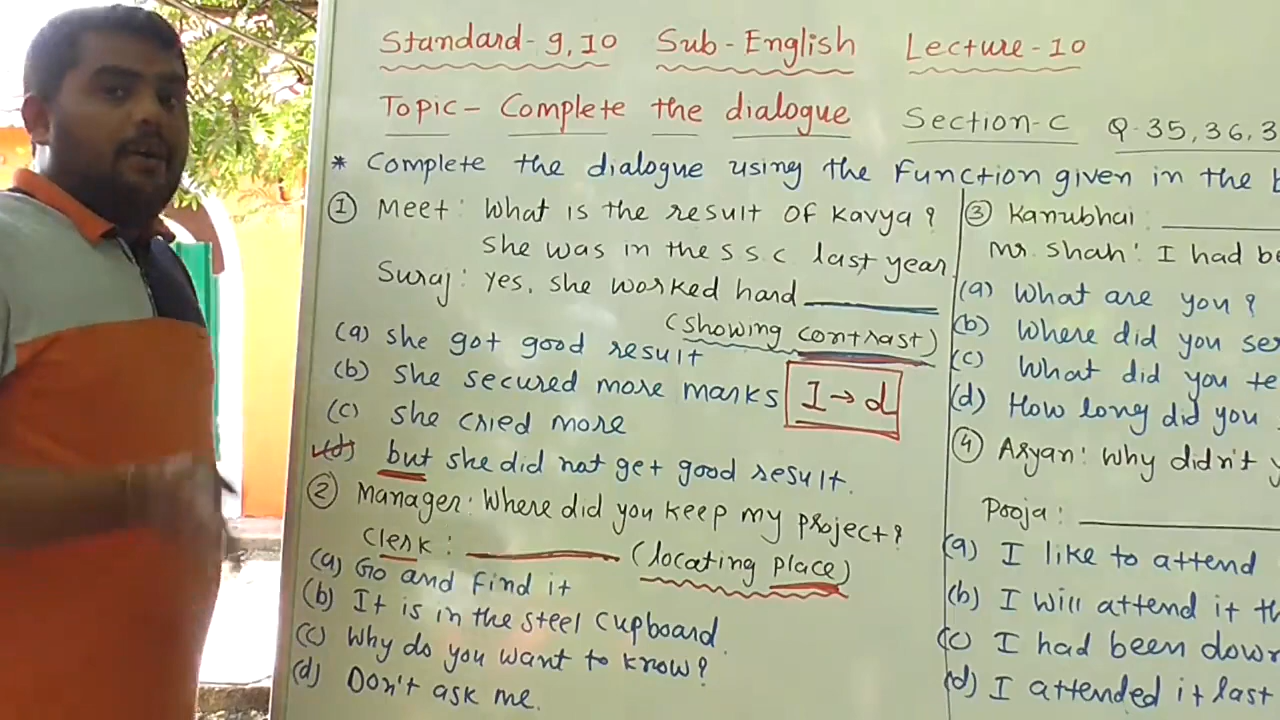 Standard-9,10 Sub-English Lecture-10
Topic- Complete the dialogue Section-C Q.35,36,3
* Complete the dialogue using the Function given in the b
① Meet: What is the result of Kavya?
She was in the S S.C last year.
Suraj: Yes, she worked hard ______
(showing contrast)
(a) she got good result
(b) she secured more marks
I → d
(c) she cried more
(d) but she did not get good result.
② Manager: Where did you keep my project?
Clerk: ______ (locating place)
(a) Go and find it
(b) It is in the steel cupboard.
(c) Why do you want to know?
(d) Don't ask me.
③ Kanubhai: ______
Mr. Shah: I had be
(a) What are you?
(b) Where did you ser
(c) What did you te
(d) How long did you
④ Aryan: Why didn't y
Pooja: ______
(a) I like to attend
(b) I will attend it th
(c) I had been down
(d) I attended it last